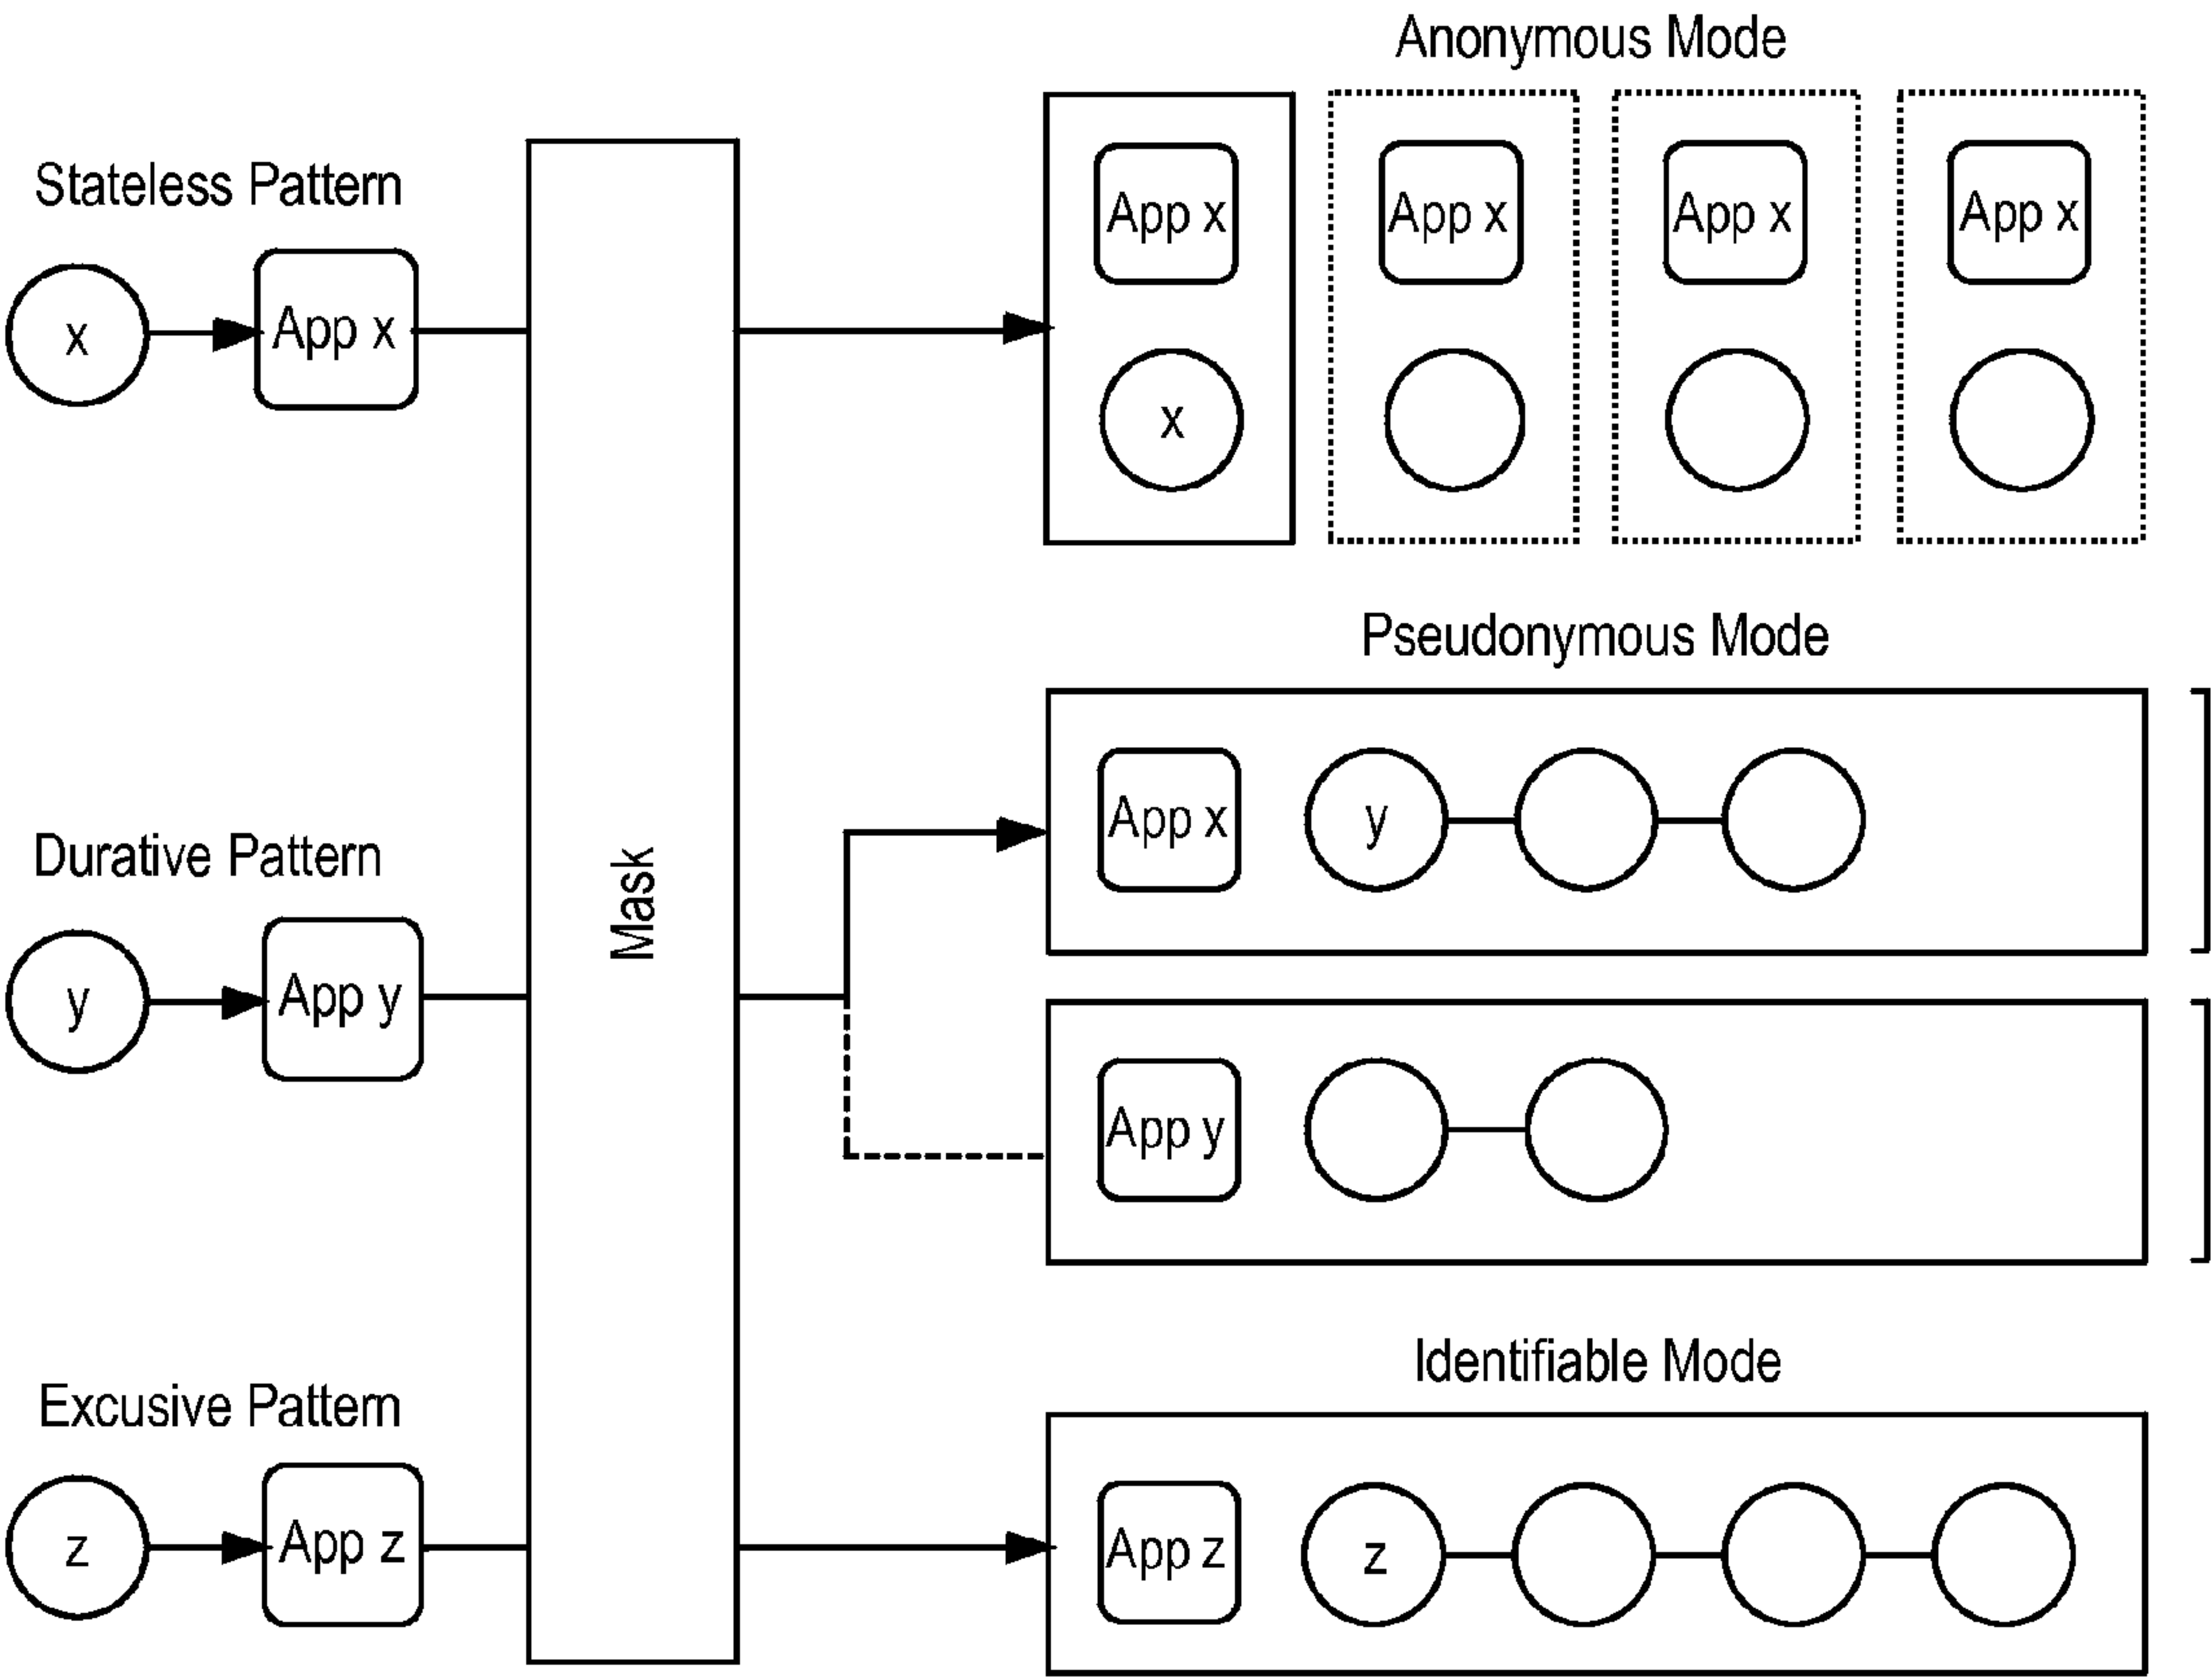 Anonymous Mode
Stateless Pattern
x
App x
App x
App x
App x
App x
x
Pseudonymous Mode
Durative Pattern
y
App y
Mask
App x
y
App y
Identifiable Mode
Excusive Pattern
z
App z
App z
z